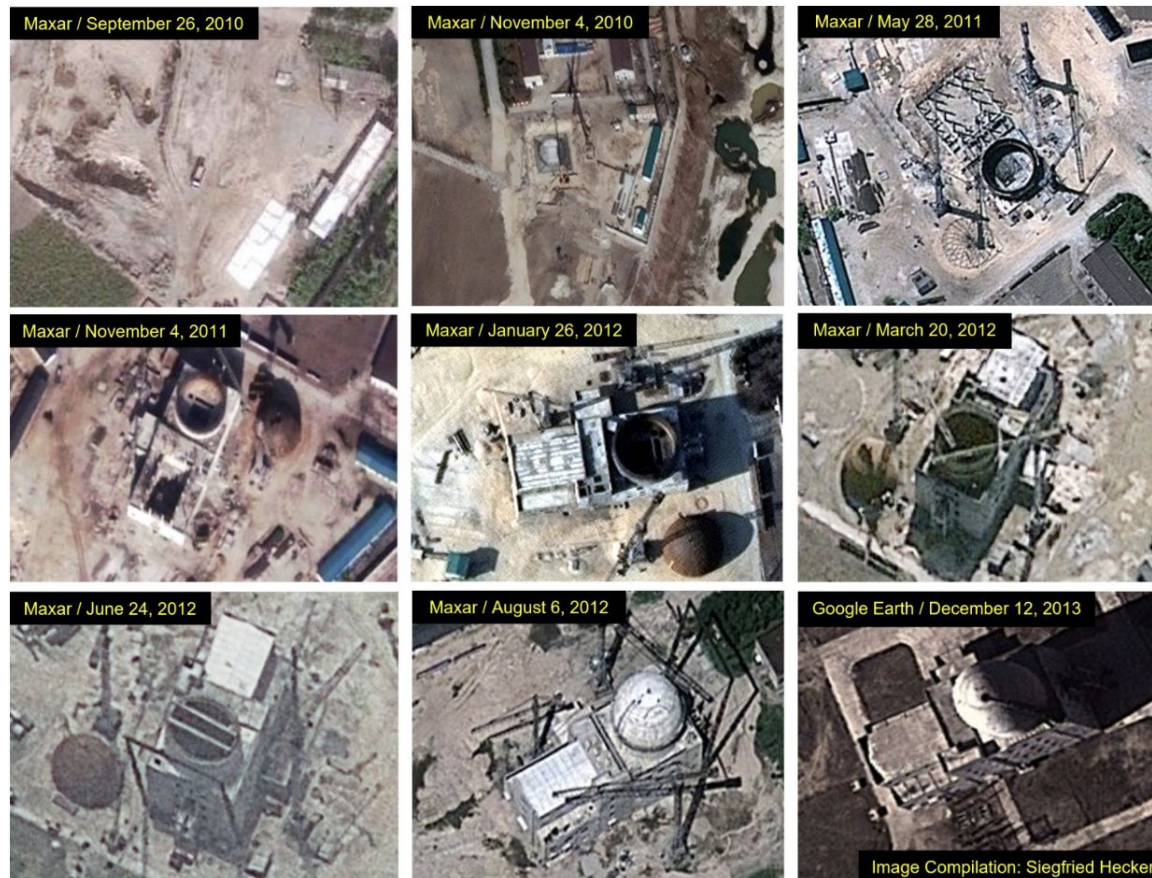 Maxar / September 26, 2010
Maxar / November 4, 2010
Maxar / May 28, 2011
Maxar / November 4, 2011
Maxar / January 26, 2012
Maxar / March 20, 2012
Maxar / June 24, 2012
Maxar / August 6, 2012
Google Earth / December 12, 2013
Image Compilation: Siegfried Hecker